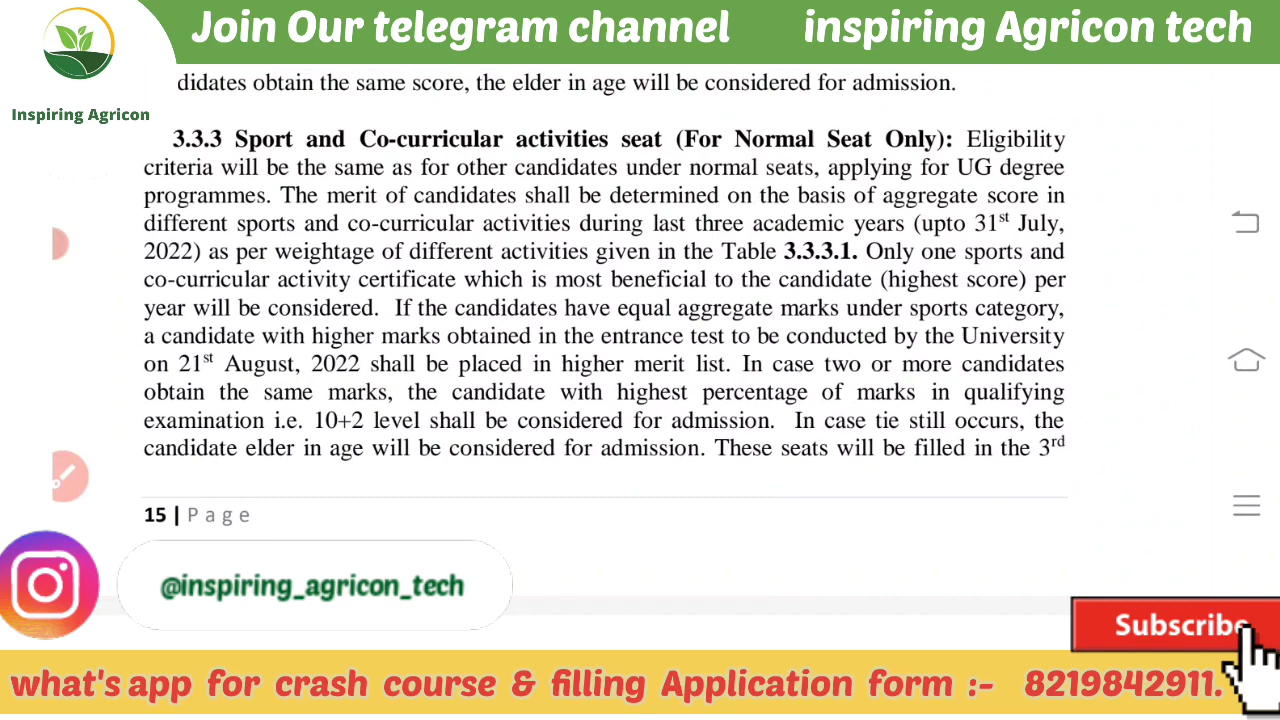 Join Our telegram channel inspiring Agricon tech
Inspiring Agricon
didates obtain the same score, the elder in age will be considered for admission.
3.3.3 Sport and Co-curricular activities seat (For Normal Seat Only): Eligibility
criteria will be the same as for other candidates under normal seats, applying for UG degree
programmes. The merit of candidates shall be determined on the basis of aggregate score in
different sports and co-curricular activities during last three academic years (upto 31st July,
2022) as per weightage of different activities given in the Table 3.3.3.1. Only one sports and
co-curricular activity certificate which is most beneficial to the candidate (highest score) per
year will be considered. If the candidates have equal aggregate marks under sports category,
a candidate with higher marks obtained in the entrance test to be conducted by the University
on 21st August, 2022 shall be placed in higher merit list. In case two or more candidates
obtain the same marks, the candidate with highest percentage of marks in qualifying
examination i.e. 10+2 level shall be considered for admission. In case tie still occurs, the
candidate elder in age will be considered for admission. These seats will be filled in the 3rd
15 | Page
@inspiring_agricon_tech
Subscribe
what's app for crash course & filling Application form :- 8219842911.